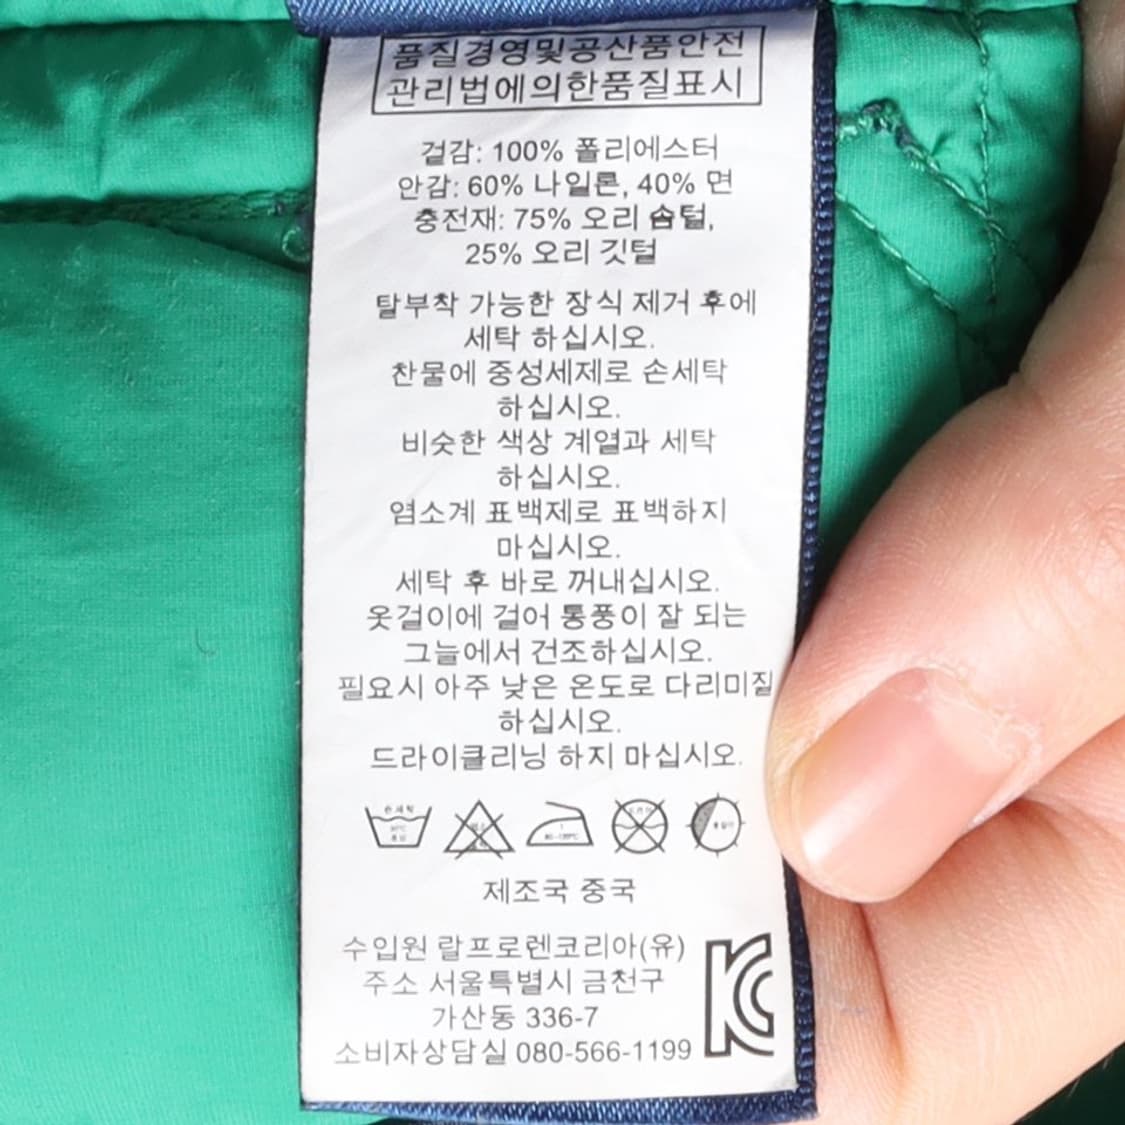 품질경영및공산품안전
관리법에의한품질표시
겉감: 100% 폴리에스터
안감: 60% 나일론, 40% 면
충전재: 75% 오리 솜털,
25% 오리 깃털
탈부착 가능한 장식 제거 후에
세탁 하십시오.
찬물에 중성세제로 손세탁
하십시오.
비슷한 색상 계열과 세탁
하십시오.
염소계 표백제로 표백하지
마십시오.
세탁 후 바로 꺼내십시오.
옷걸이에 걸어 통풍이 잘 되는
그늘에서 건조하십시오.
필요시 아주 낮은 온도로 다리미질
하십시오.
드라이클리닝 하지 마십시오.
손세탁
제조국 중국
수입원 랄프로렌코리아(유)
주소 서울특별시 금천구
가산동 336-7
소비자상담실 080-566-1199